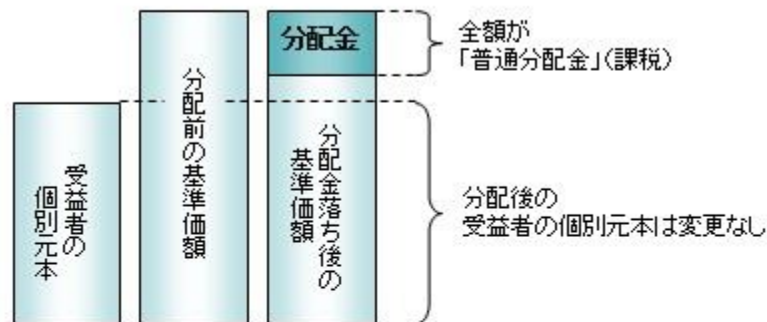 受益者の
個別元本
分配前の基準価額
分配金
分配金落ち後の
基準価額
全額が
「普通分配金」(課税)
分配後の
受益者の個別元本は変更なし